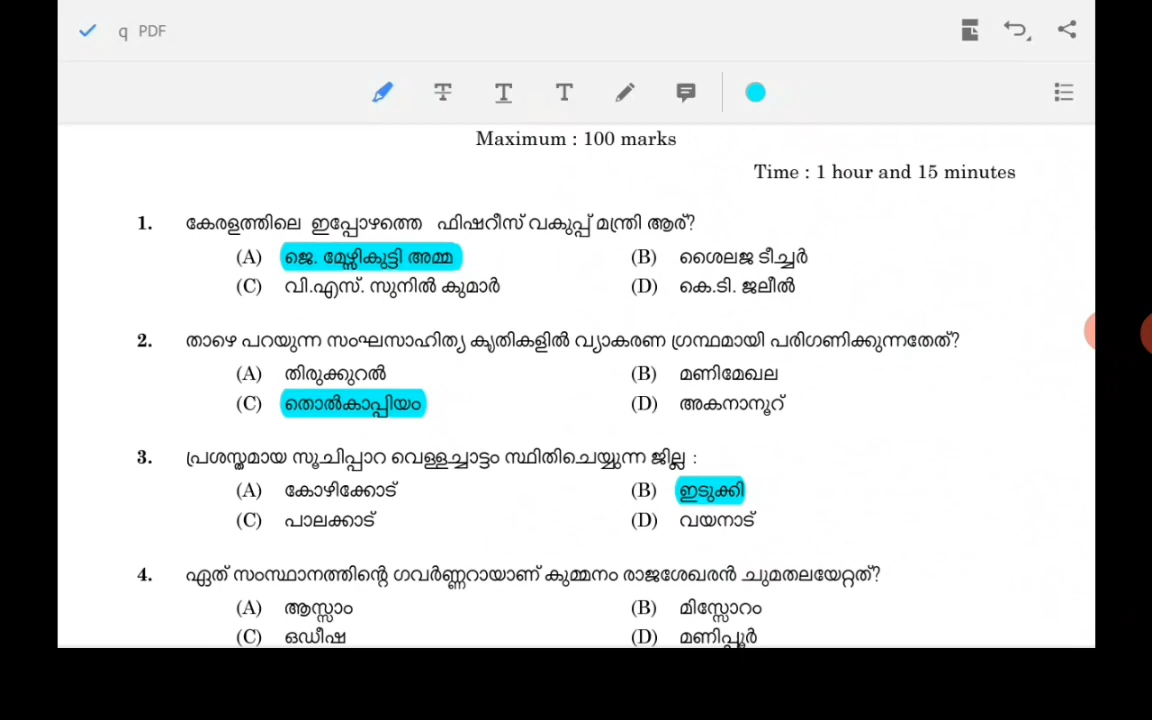 q PDF
Maximum : 100 marks
Time : 1 hour and 15 minutes
1. കേരളത്തിലെ ഇപ്പോഴത്തെ ഫിഷറീസ് വകുപ്പ് മന്ത്രി ആര്?
(A) ജെ. മേഴ്സികുട്ടി അമ്മ (B) ശൈലജ ടീച്ചർ
(C) വി.എസ്. സുനിൽ കുമാർ (D) കെ.ടി. ജലീൽ
2. താഴെ പറയുന്ന സംഘസാഹിത്യ കൃതികളിൽ വ്യാകരണ ഗ്രന്ഥമായി പരിഗണിക്കുന്നതേത്?
(A) തിരുക്കുറൽ (B) മണിമേഖല
(C) തൊൽകാപ്പിയം (D) അകനാനൂറ്
3. പ്രശസ്തമായ സൂചിപ്പാറ വെള്ളച്ചാട്ടം സ്ഥിതിചെയ്യുന്ന ജില്ല :
(A) കോഴിക്കോട് (B) ഇടുക്കി
(C) പാലക്കാട് (D) വയനാട്
4. ഏത് സംസ്ഥാനത്തിന്റെ ഗവർണ്ണറായാണ് കുമ്മനം രാജശേഖരൻ ചുമതലയേറ്റത്?
(A) ആസ്സാം (B) മിസ്സോറം
(C) ഒഡീഷ (D) മണിപ്പൂർ